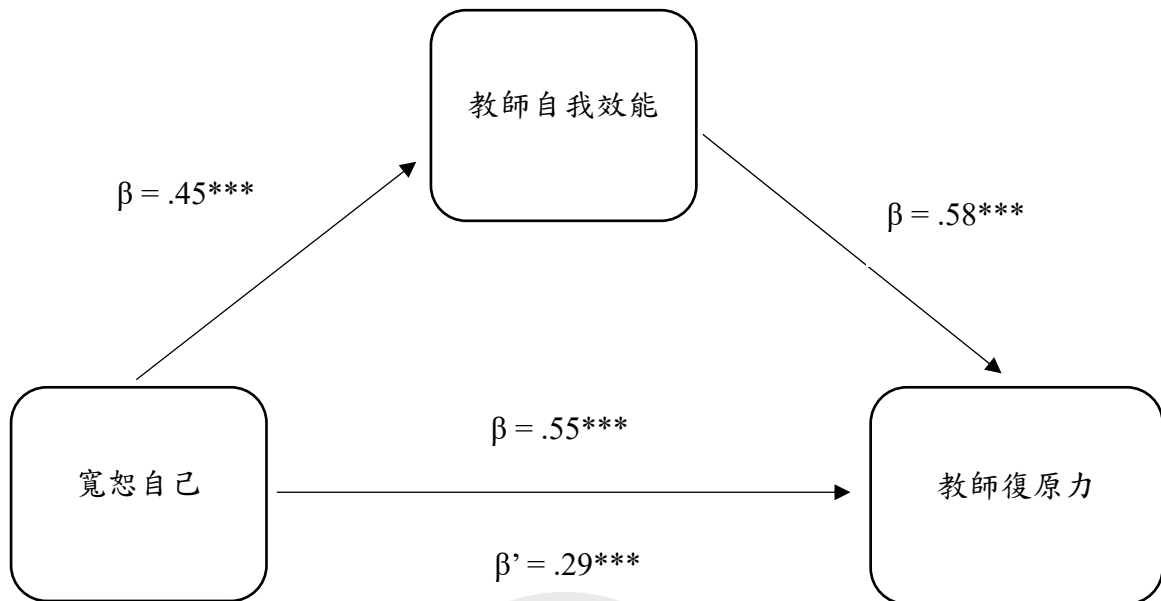 教師自我效能
β = .45***
β = .58***
β = .55***
寬恕自己
教師復原力
β’ = .29***